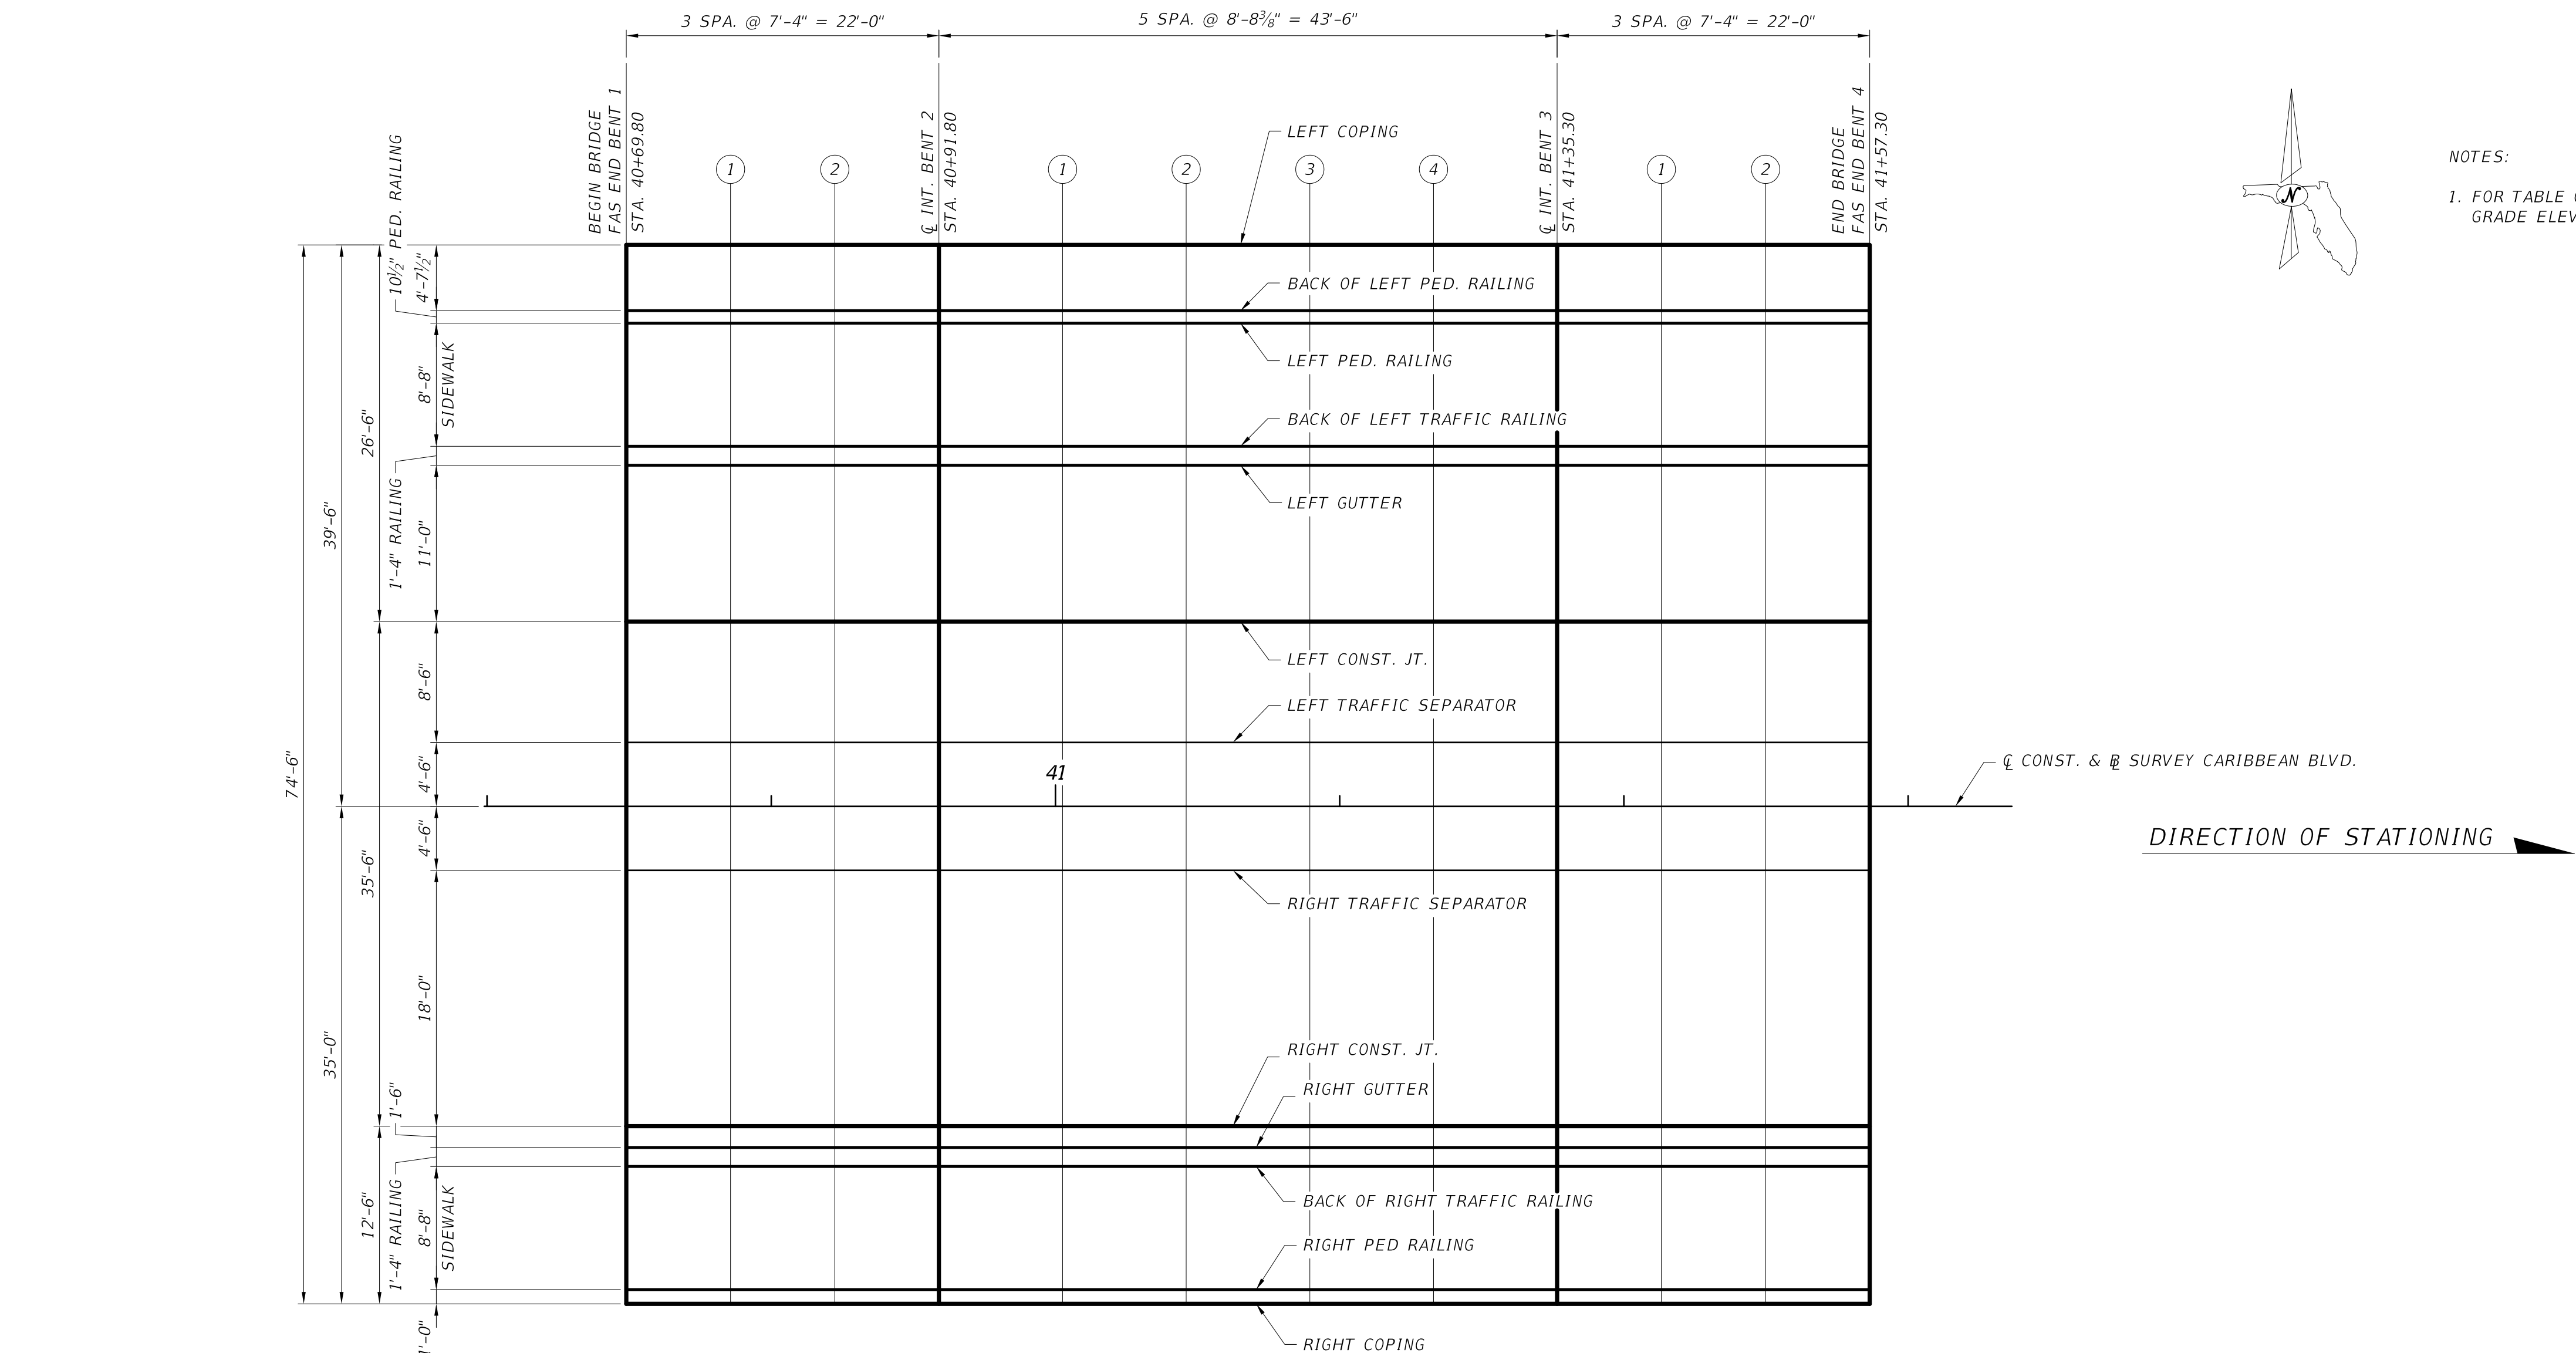 3 SPA. @ 7'-4" = 22'-0"
5 SPA. @ 8'-8⅜" = 43'-6"
3 SPA. @ 7'-4" = 22'-0"
BEGIN BRIDGE
FAS END BENT 1
STA. 40+69.80
℄ INT. BENT 2
STA. 40+91.80
℄ INT. BENT 3
STA. 41+35.30
END BRIDGE
FAS END BENT 4
STA. 41+57.30
1
2
1
2
3
4
1
2
N
NOTES:
1. FOR TABLE
GRADE
LEFT COPING
BACK OF LEFT PED. RAILING
LEFT PED. RAILING
BACK OF LEFT TRAFFIC RAILING
LEFT GUTTER
LEFT CONST. JT.
LEFT TRAFFIC SEPARATOR
41
℄ CONST. & BL SURVEY CARIBBEAN BLVD.
DIRECTION OF STATIONING
RIGHT TRAFFIC SEPARATOR
RIGHT CONST. JT.
RIGHT GUTTER
BACK OF RIGHT TRAFFIC RAILING
RIGHT PED RAILING
RIGHT COPING
74'-6"
39'-6"
35'-0"
26'-6"
35'-6"
12'-6"
10½" PED. RAILING
4'-7½"
8'-8"
SIDEWALK
1'-4" RAILING
11'-0"
8'-6"
4'-6"
4'-6"
18'-0"
1'-6"
1'-4" RAILING
8'-8"
SIDEWALK
1'-0"